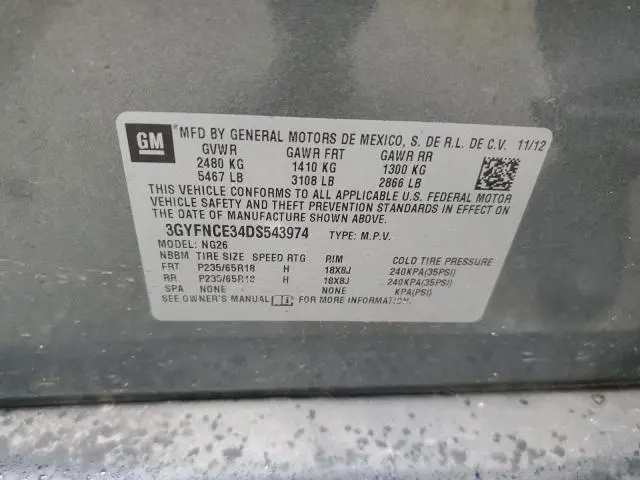 GM MFD BY GENERAL MOTORS DE MEXICO, S. DE R.L. DE C.V. 11/12
GVWR GAWR FRT GAWR RR
2480 KG 1410 KG 1300 KG
5467 LB 3108 LB 2866 LB
THIS VEHICLE CONFORMS TO ALL APPLICABLE U.S. FEDERAL MOTOR
VEHICLE SAFETY AND THEFT PREVENTION STANDARDS IN EFFECT ON
THE DATE OF MANUFACTURE SHOWN ABOVE.
3GYFNCE34DS543974 TYPE: M.P.V.
MODEL: NG26
NBBM TIRE SIZE SPEED RTG RIM COLD TIRE PRESSURE
FRT P235/65R18 H 18X8J 240KPA(35PSI)
RR P235/65R18 H 18X8J 240KPA(35PSI)
SPA NONE NONE KPA(PSI)
SEE OWNER'S MANUAL FOR MORE INFORMATION.